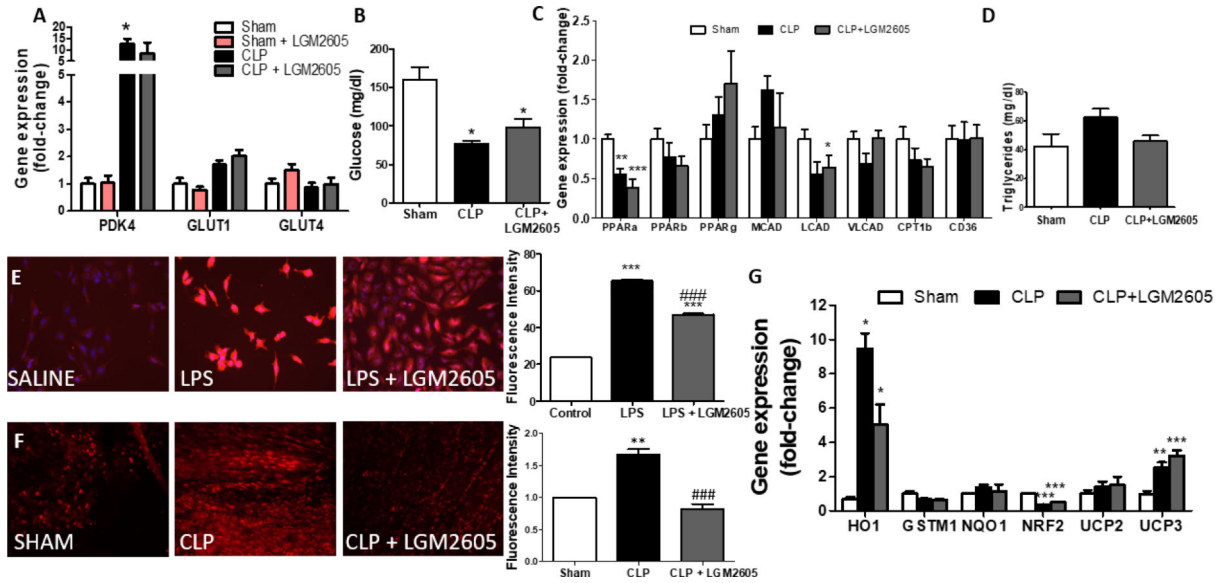 A
Gene expression
(fold-change)
15
10
5
4
3
2
1
0
*
Sham
Sham + LGM2605
CLP
CLP + LGM2605
PDK4 GLUT1 GLUT4
B
Glucose (mg/dl)
200
150
100
50
0
* *
Sham CLP CLP+
LGM2605
C
Gene expression (fold-change)
2.5
2.0
1.5
1.0
0.5
0.0
Sham CLP CLP+LGM2605
** *** *
PPARa PPARb PPARg MCAD LCAD VLCAD CPT1b CD36
D
Triglycerides (mg/dl)
80
60
40
20
0
Sham CLP CLP+LGM2605
E
SALINE LPS LPS + LGM2605
Fluorescence Intensity
80
60
40
20
0
***
###
***
Control LPS LPS + LGM2605
F
SHAM CLP CLP + LGM2605
Fluorescence Intensity
2.0
1.5
1.0
0.5
0.0
**
###
Sham CLP CLP + LGM2605
G
Gene expression
(fold-change)
12
10
8
6
4
2
0
Sham CLP CLP+LGM2605
* * *** *** ** ***
HO1 GSTM1 NQO1 NRF2 UCP2 UCP3